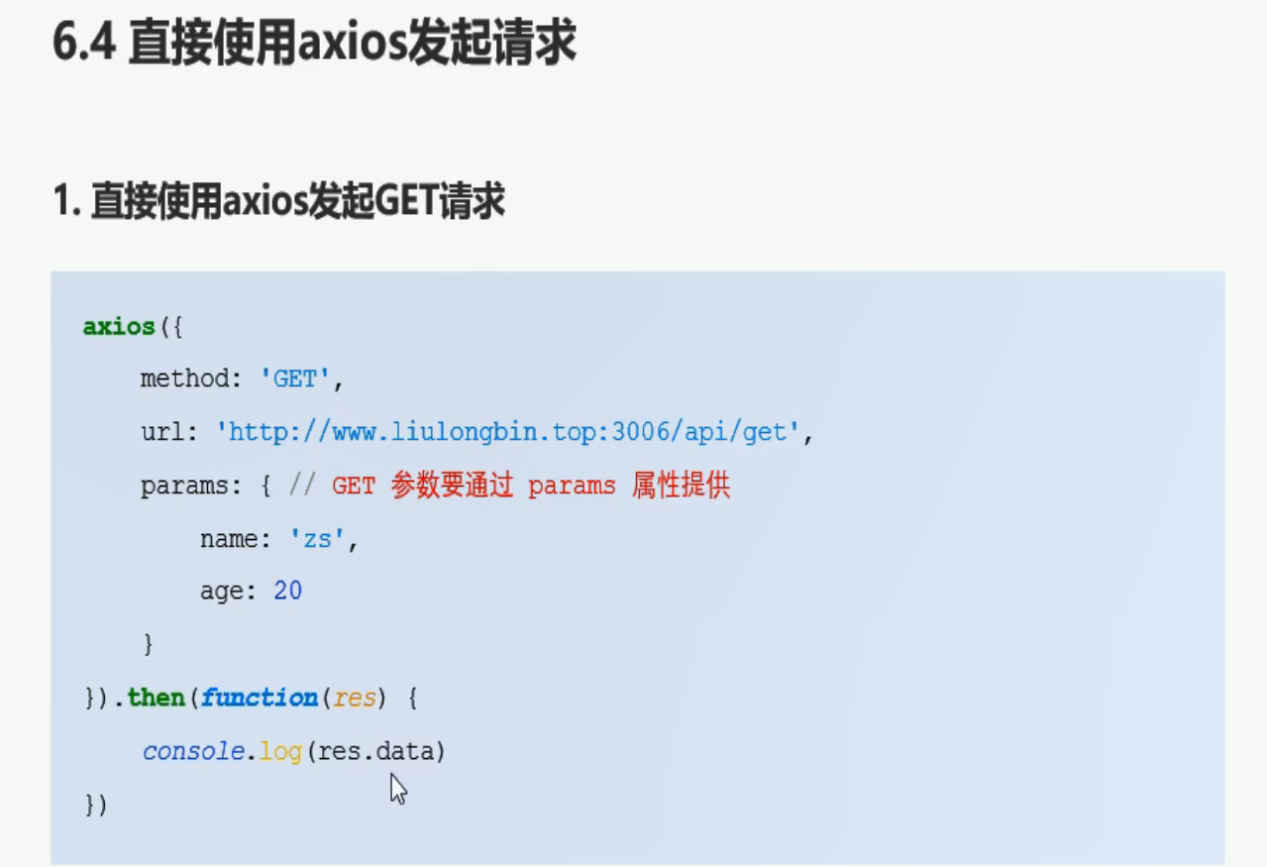 6.4 直接使用axios发起请求
1. 直接使用axios发起GET请求
axios({
method: 'GET',
url: 'http://www.liulongbin.top:3006/api/get',
params: { // GET 参数要通过 params 属性提供
name: 'zs',
age: 20
}
}).then(function(res) {
console.log(res.data)
})